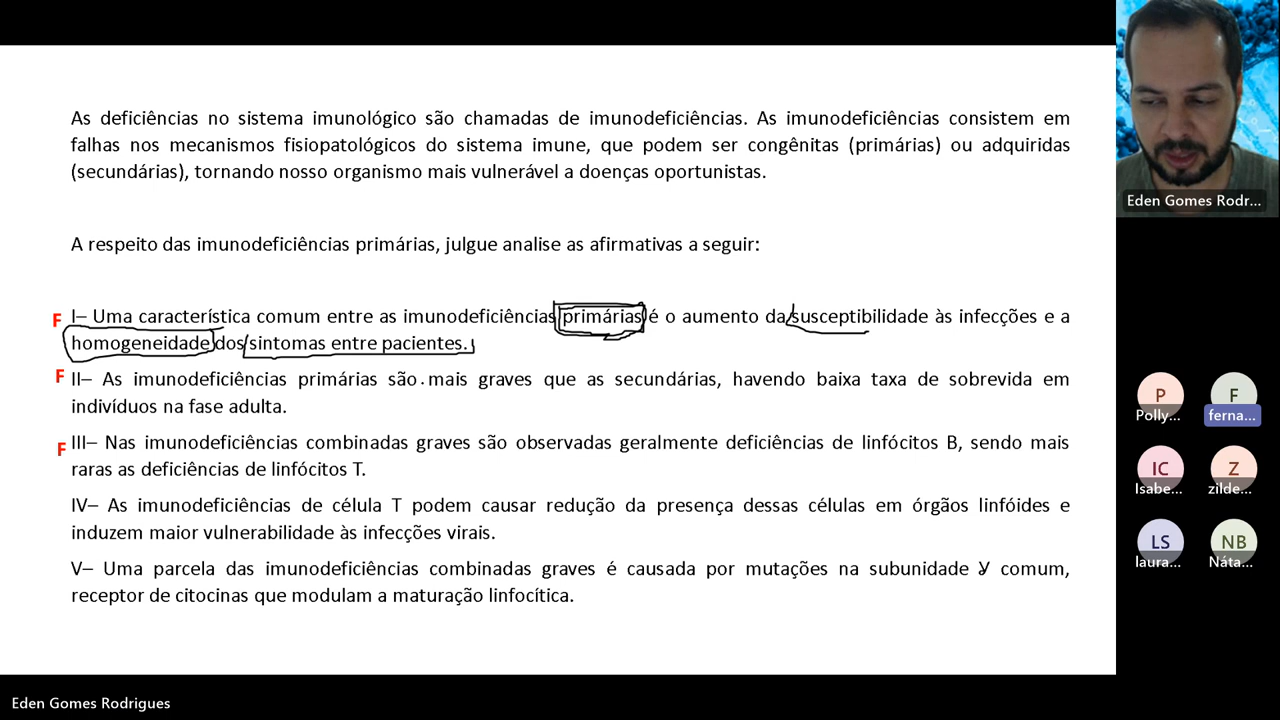 As deficiências no sistema imunológico são chamadas de imunodeficiências. As imunodeficiências consistem em
falhas nos mecanismos fisiopatológicos do sistema imune, que podem ser congênitas (primárias) ou adquiridas
(secundárias), tornando nosso organismo mais vulnerável a doenças oportunistas.
A respeito das imunodeficiências primárias, julgue analise as afirmativas a seguir:
F I– Uma característica comum entre as imunodeficiências primárias é o aumento da susceptibilidade às infecções e a
homogeneidade dos sintomas entre pacientes.
F II– As imunodeficiências primárias são mais graves que as secundárias, havendo baixa taxa de sobrevida em
indivíduos na fase adulta.
F III– Nas imunodeficiências combinadas graves são observadas geralmente deficiências de linfócitos B, sendo mais
raras as deficiências de linfócitos T.
IV– As imunodeficiências de célula T podem causar redução da presença dessas células em órgãos linfóides e
induzem maior vulnerabilidade às infecções virais.
V– Uma parcela das imunodeficiências combinadas graves é causada por mutações na subunidade Y comum,
receptor de citocinas que modulam a maturação linfocítica.
Eden Gomes Rodr...
P F
Polly... ferna...
IC Z
Isabe... zilde...
LS NB
laura... Náta...
Eden Gomes Rodrigues